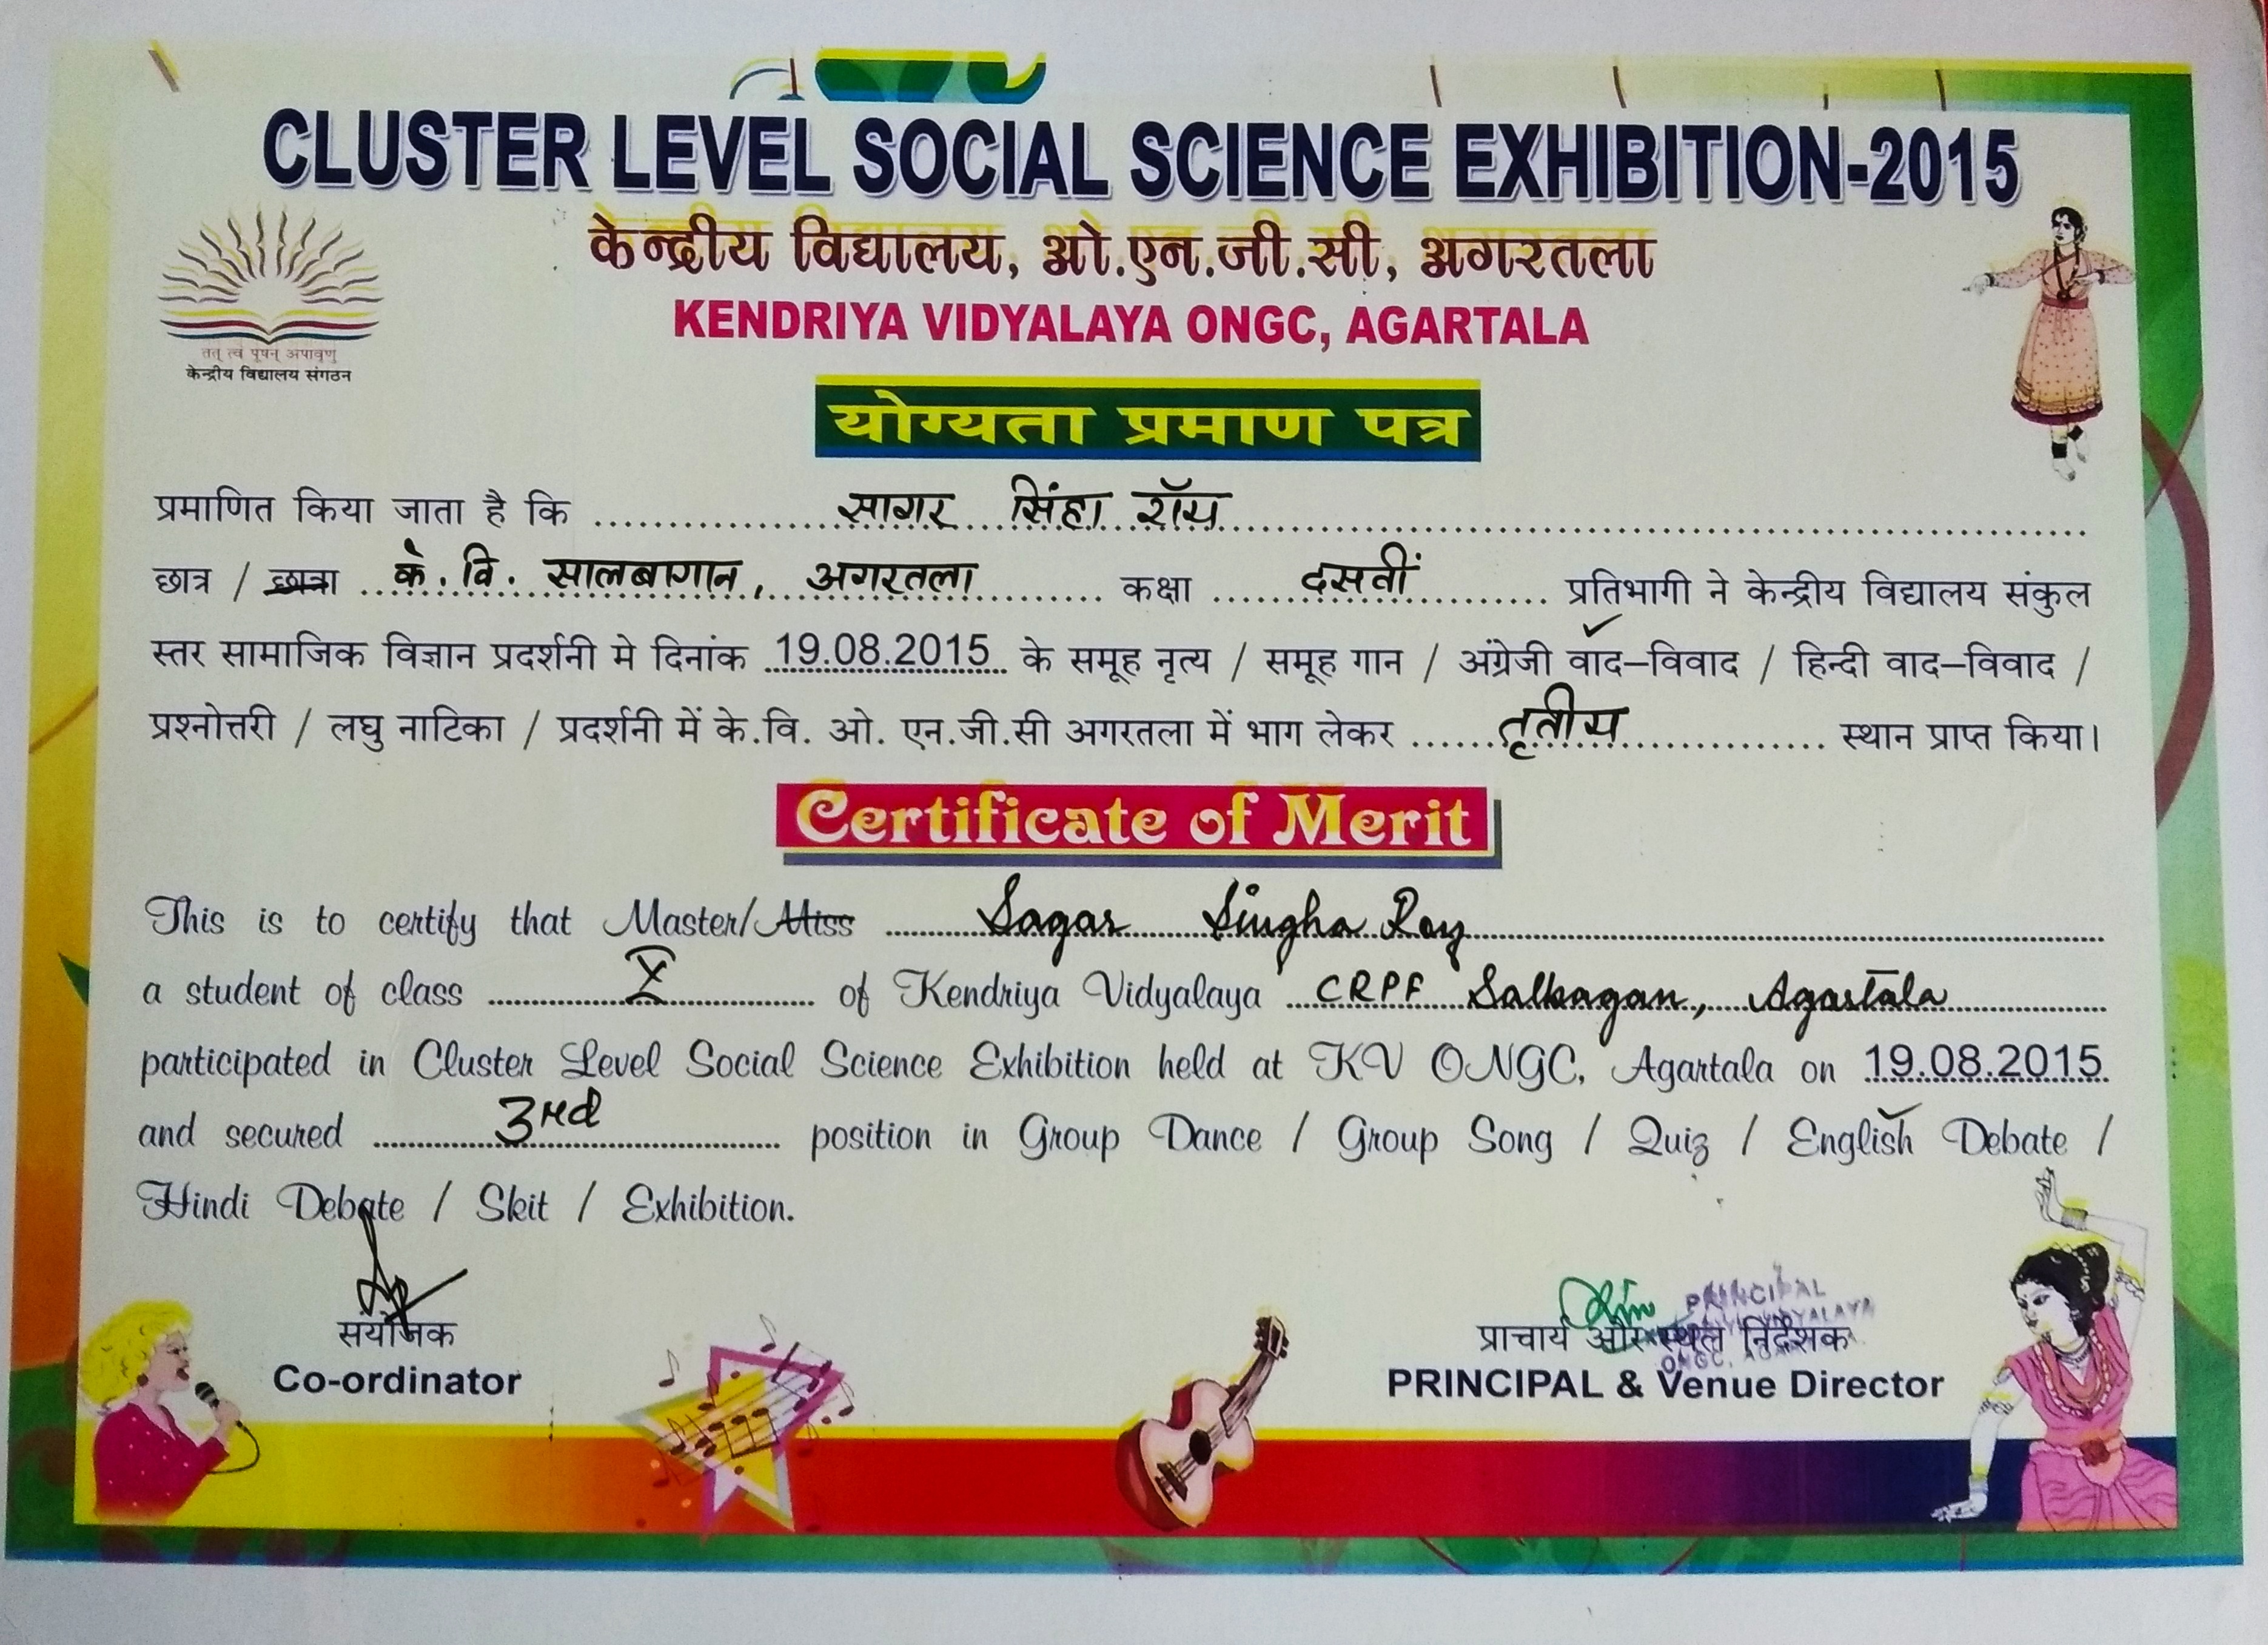 CLUSTER LEVEL SOCIAL SCIENCE EXHIBITION-2015
केन्द्रीय विद्यालय, ओ.एन.जी.सी, अगरतला
KENDRIYA VIDYALAYA ONGC, AGARTALA
तत् त्वं पूषन् अपावृणु
केन्द्रीय विद्यालय संगठन
योग्यता प्रमाण पत्र
प्रमाणित किया जाता है कि सागर सिंहा रॉय
छात्र / छात्रा के. वि. सालबागान, अगरतला कक्षा दसवीं प्रतिभागी ने केन्द्रीय विद्यालय संकुल
स्तर सामाजिक विज्ञान प्रदर्शनी मे दिनांक 19.08.2015 के समूह नृत्य / समूह गान / अंग्रेजी वाद–विवाद / हिन्दी वाद–विवाद /
प्रश्नोत्तरी / लघु नाटिका / प्रदर्शनी में के.वि. ओ. एन.जी.सी अगरतला में भाग लेकर तृतीय स्थान प्राप्त किया।
Certificate of Merit
This is to certify that Master/Miss Sagar Singha Roy
a student of class X of Kendriya Vidyalaya CRPF Salbagan, Agartala
participated in Cluster Level Social Science Exhibition held at KV ONGC, Agartala on 19.08.2015
and secured 3rd position in Group Dance / Group Song / Quiz / English Debate /
Hindi Debate / Skit / Exhibition.
PRINCIPAL
संयोजक
प्राचार्य और स्थल निर्देशक
Co-ordinator
PRINCIPAL & Venue Director